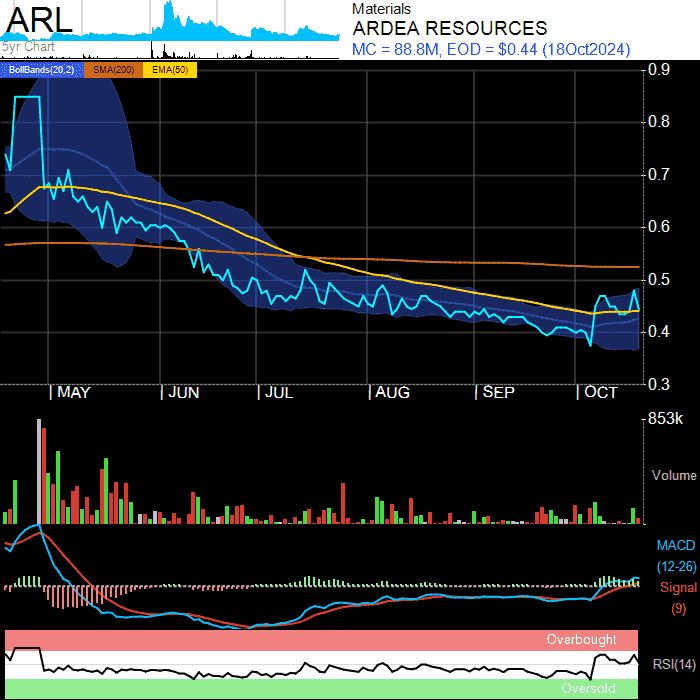 ARL
5yr Chart
Materials
ARDEA RESOURCES
MC = 88.8M, EOD = $0.44 (18Oct2024)
BollBands(20,2) SMA(200) EMA(50)
0.9
0.8
0.7
0.6
0.5
0.4
0.3
| MAY | JUN | JUL | AUG | SEP | OCT
853k
Volume
MACD
(12-26)
Signal
(9)
Overbought
RSI(14)
Oversold